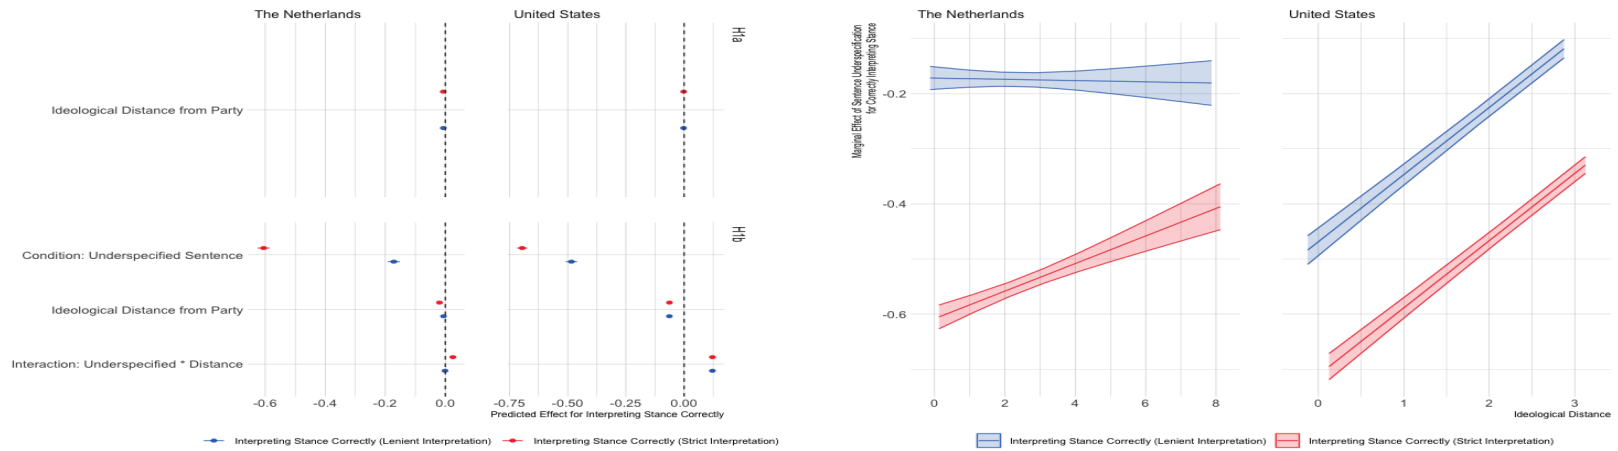 The Netherlands
United States
H1a
Ideological Distance from Party
H1b
Condition: Underspecified Sentence
Ideological Distance from Party
Interaction: Underspecified * Distance
-0.6
-0.4
-0.2
0.0
-0.75
-0.50
-0.25
0.00
Predicted Effect for Interpreting Stance Correctly
Interpreting Stance Correctly (Lenient Interpretation)
Interpreting Stance Correctly (Strict Interpretation)
The Netherlands
United States
Marginal Effect of Sentence Underspecification
for Correctly Interpreting Stance
-0.2
-0.4
-0.6
0
2
4
6
8
0
1
2
3
Ideological Distance
Interpreting Stance Correctly (Lenient Interpretation)
Interpreting Stance Correctly (Strict Interpretation)